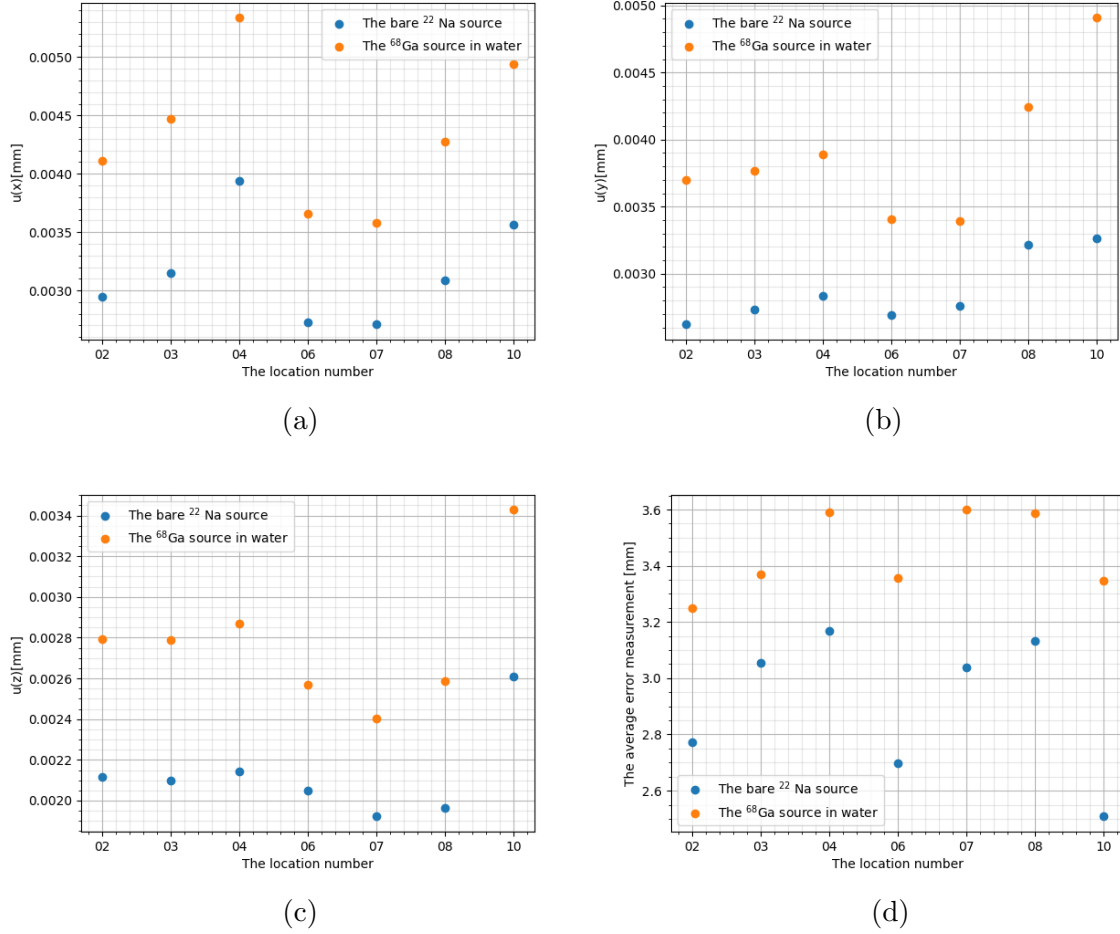 The bare ²² Na source
The ⁶⁸Ga source in water
0.0050
0.0045
0.0040
0.0035
0.0030
u(x)[mm]
02 03 04 06 07 08 10
The location number
(a)
The bare ²² Na source
The ⁶⁸Ga source in water
0.0050
0.0045
0.0040
0.0035
0.0030
u(y)[mm]
02 03 04 06 07 08 10
The location number
(b)
The bare ²² Na source
The ⁶⁸Ga source in water
0.0034
0.0032
0.0030
0.0028
0.0026
0.0024
0.0022
0.0020
u(z)[mm]
02 03 04 06 07 08 10
The location number
(c)
3.6
3.4
3.2
3.0
2.8
2.6
The average error measurement [mm]
The bare ²² Na source
The ⁶⁸Ga source in water
02 03 04 06 07 08 10
The location number
(d)